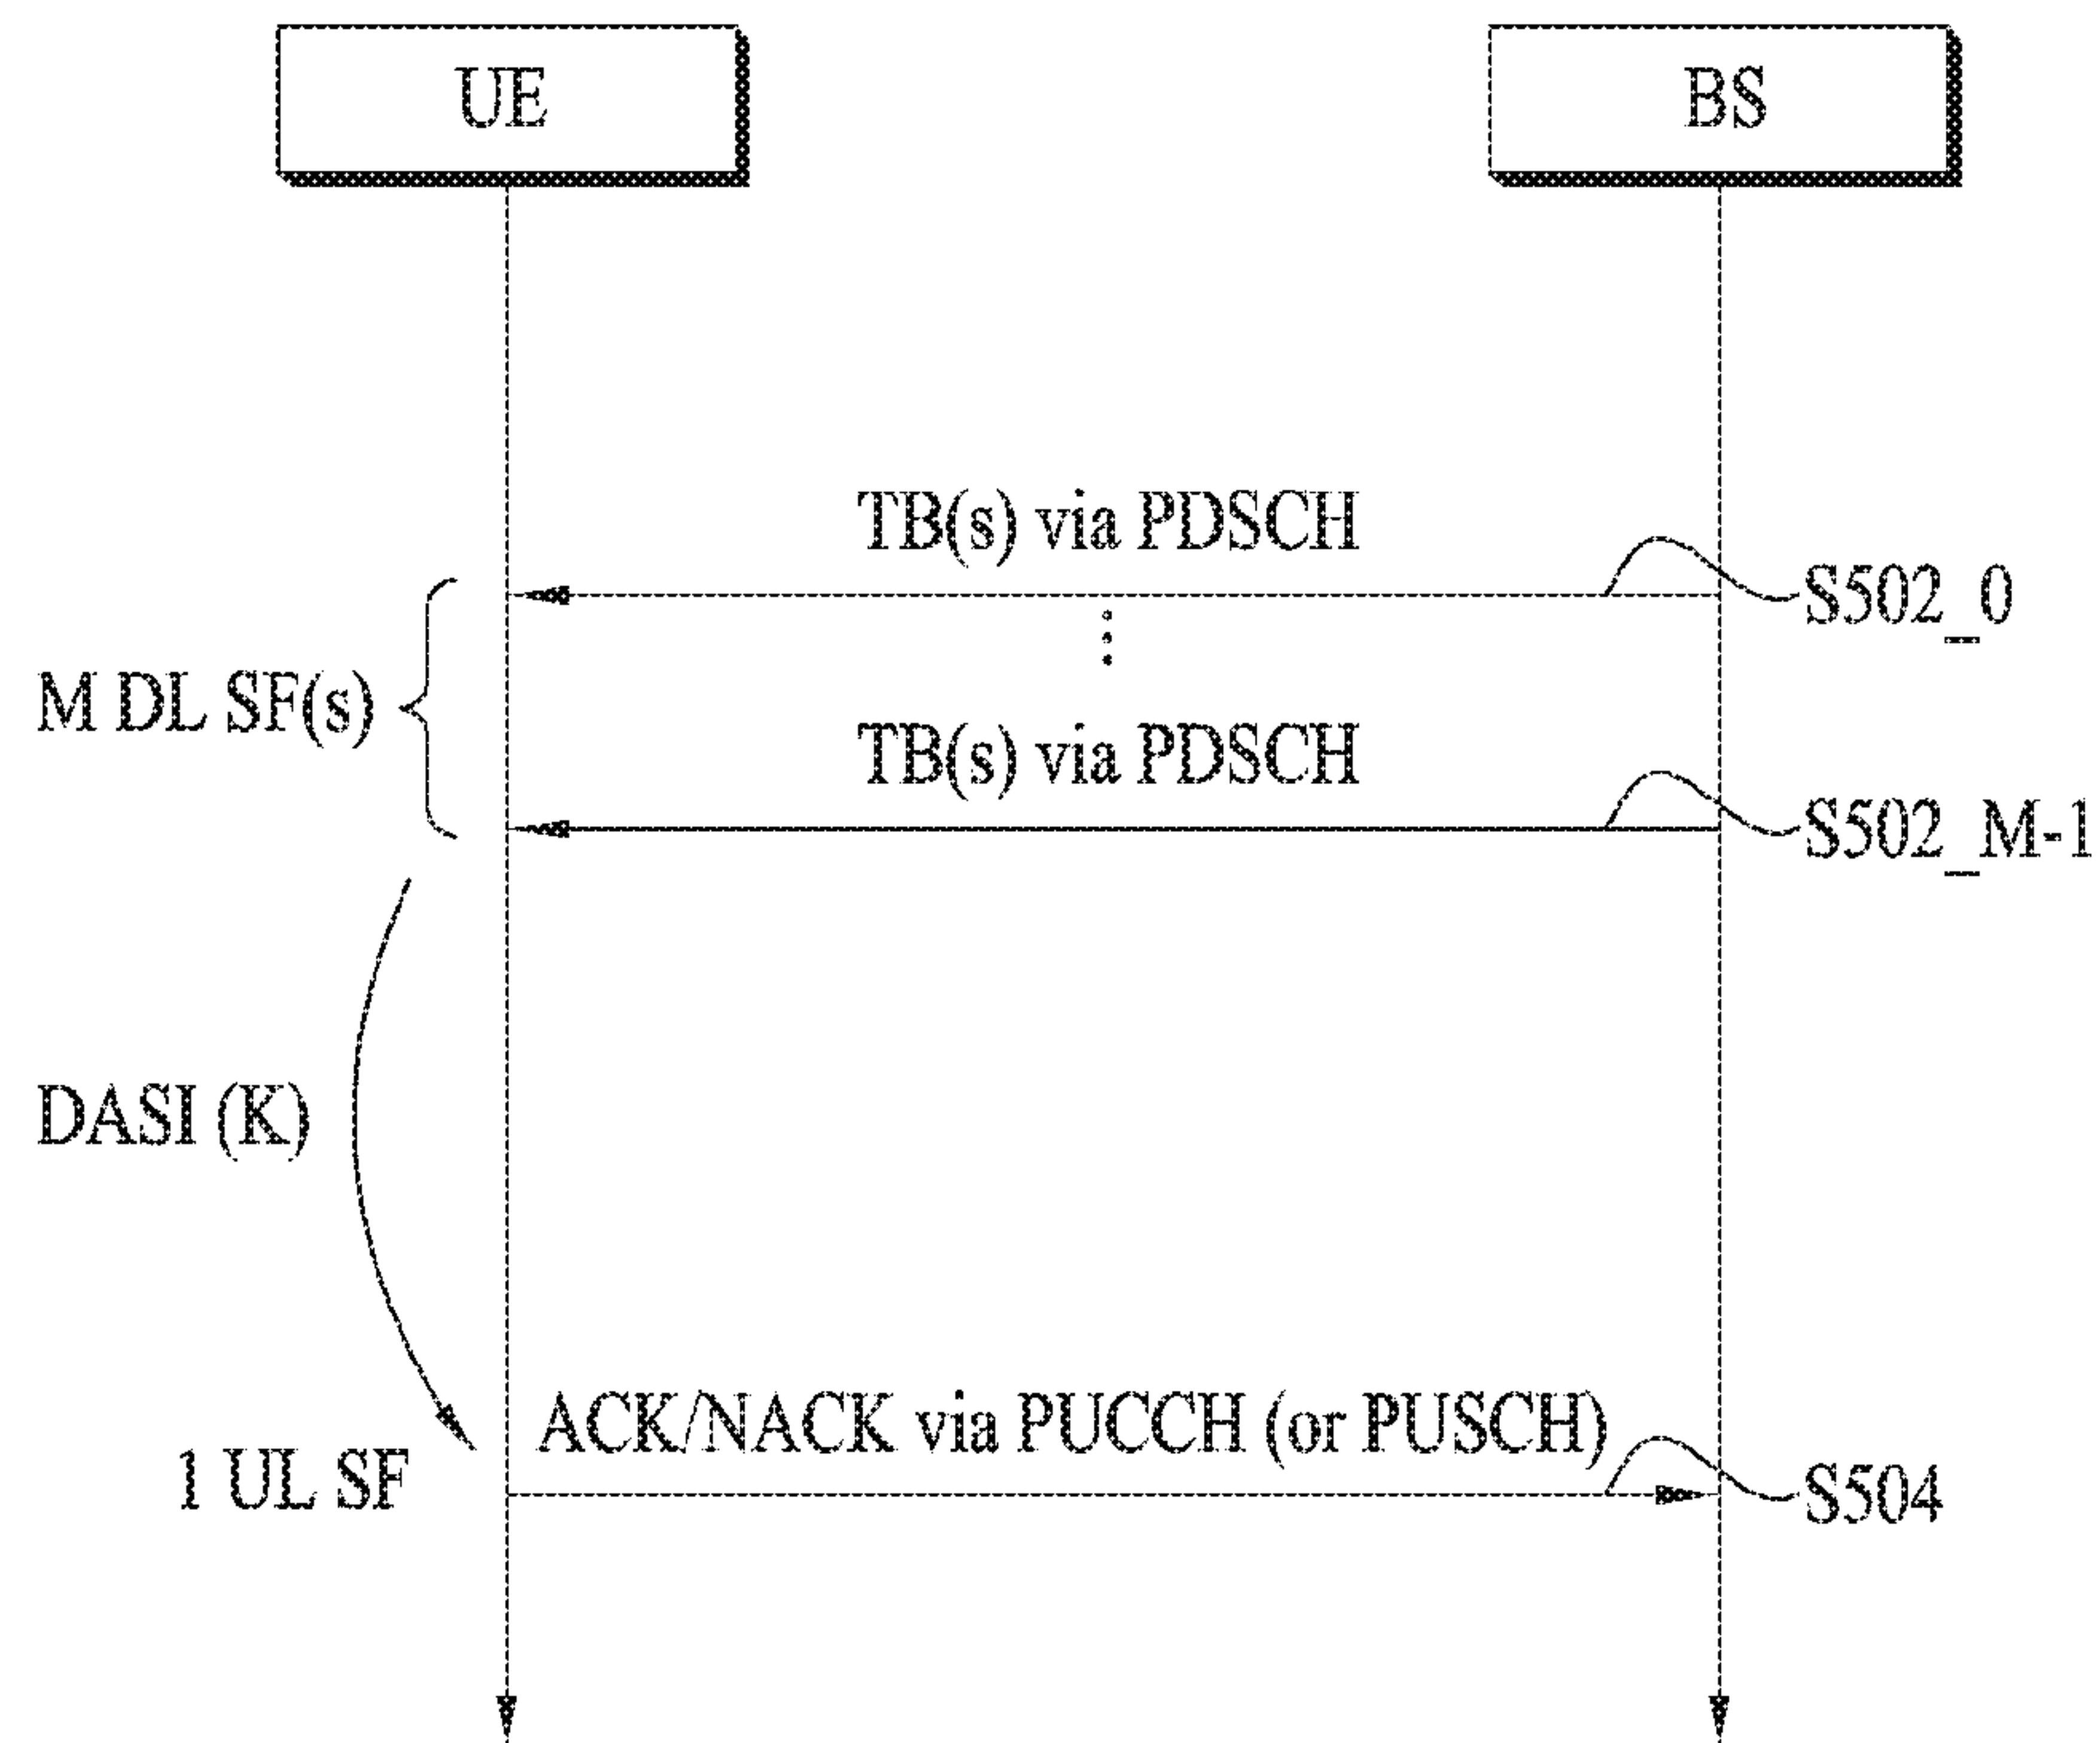 UE
BS
TB(s) via PDSCH
S502_0
M DL SF(s)
TB(s) via PDSCH
S502_M-1
DASI (K)
ACK/NACK via PUCCH (or PUSCH)
1 UL SF
S504